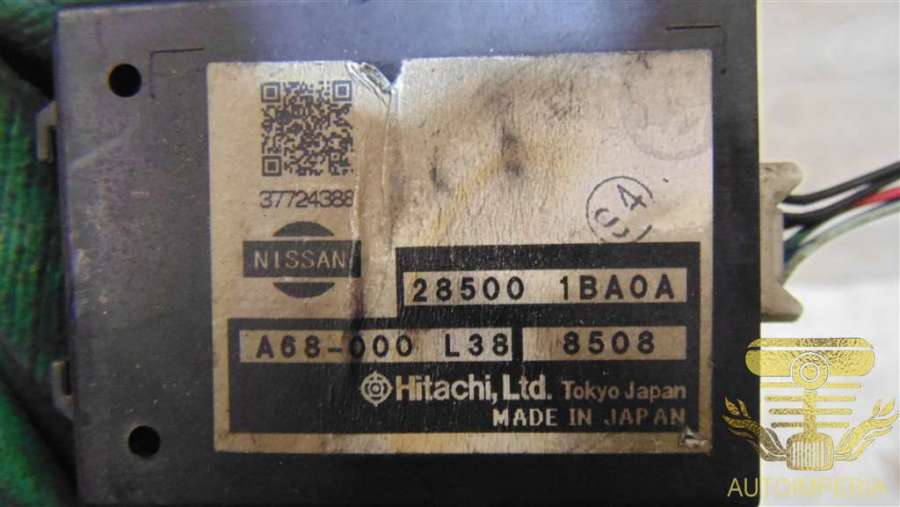 37724388
NISSAN
28500 1BA0A
A68-000 L38 8508
Hitachi, Ltd. Tokyo Japan
MADE IN JAPAN
AUTOIMPERIA